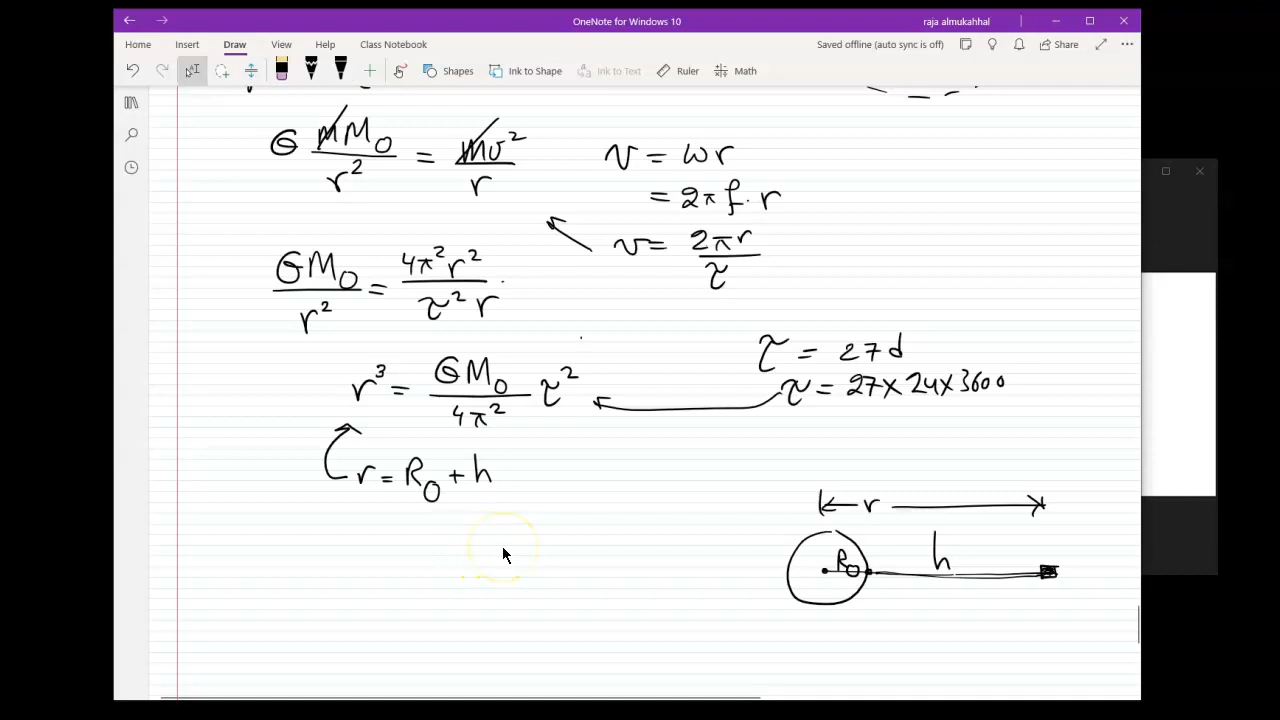 OneNote for Windows 10
raja almukahhal
Home Insert Draw View Help Class Notebook
Saved offline (auto sync is off)
Share
Shapes
Ink to Shape
Ink to Text
Ruler
Math
G MM₀/r² = Mv²/r
v = ωr
= 2π f · r
v = 2πr/τ
GM₀/r² = 4π²r²/τ²r
τ = 27d
τ = 27×24×3600
r³ = GM₀/4π² τ²
r = R₀ + h
r
R₀
h